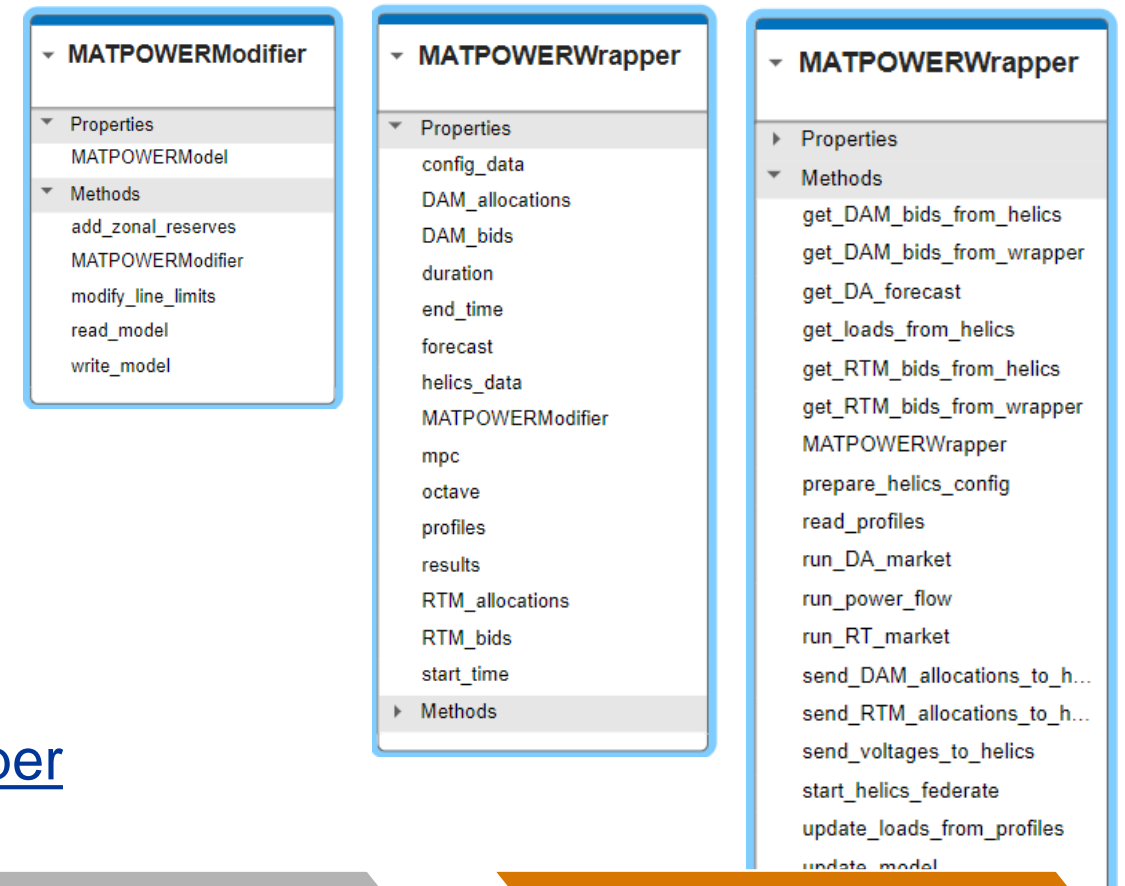 MATPOWERModifier
Properties
MATPOWERModel
Methods
add_zonal_reserves
MATPOWERModifier
modify_line_limits
read_model
write_model
MATPOWERWrapper
Properties
config_data
DAM_allocations
DAM_bids
duration
end_time
forecast
helics_data
MATPOWERModifier
mpc
octave
profiles
results
RTM_allocations
RTM_bids
start_time
Methods
MATPOWERWrapper
Properties
Methods
get_DAM_bids_from_helics
get_DAM_bids_from_wrapper
get_DA_forecast
get_loads_from_helics
get_RTM_bids_from_helics
get_RTM_bids_from_wrapper
MATPOWERWrapper
prepare_helics_config
read_profiles
run_DA_market
run_power_flow
run_RT_market
send_DAM_allocations_to_h...
send_RTM_allocations_to_h...
send_voltages_to_helics
start_helics_federate
update_loads_from_profiles
update_model
per